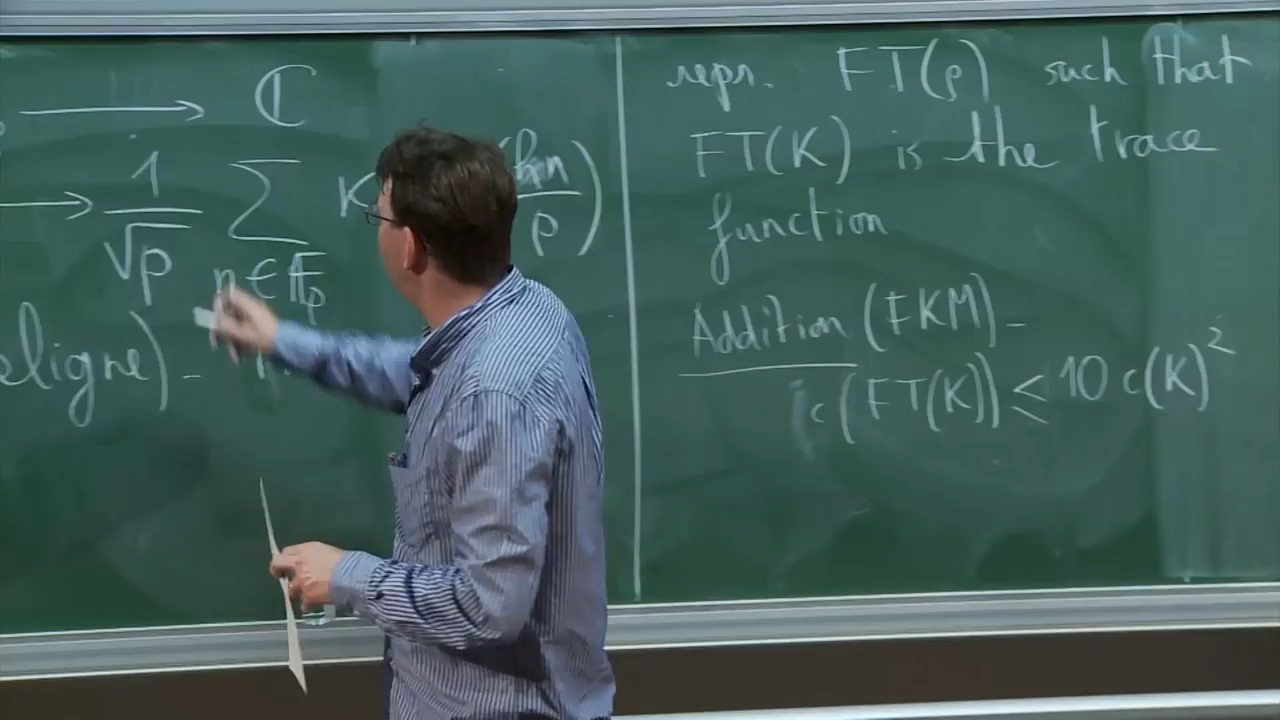 → ℂ
→ 1/√p Σ K
n ∈ 𝔽p
p)
eligne) –
repr. FT(ρ) such that
FT(K) is the trace
function
Addition (FKM) –
c(FT(K)) ≤ 10 c(K)²